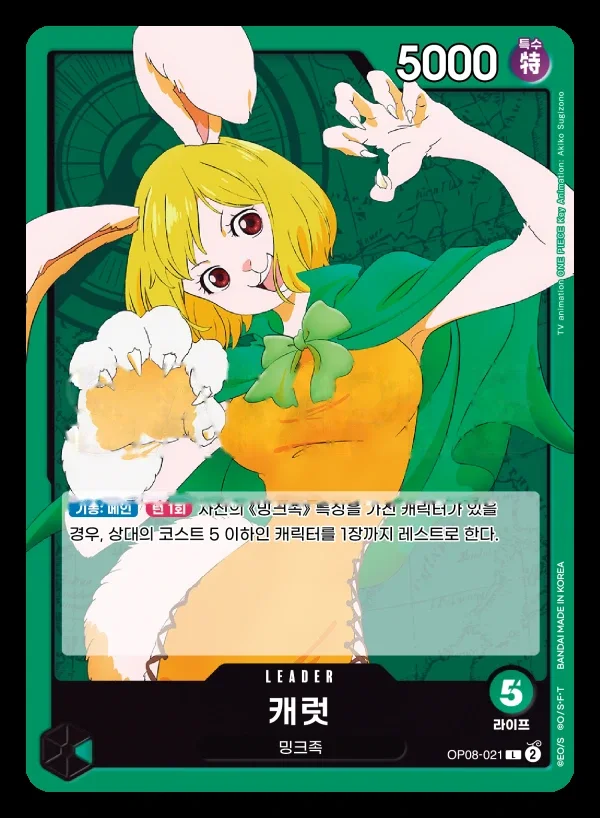 5000
특수
特
TV animation ONE PIECE Key Animation: Akiko Sugizono
기동: 메인 턴 1회 자신의 《밍크족》 특징을 가진 캐릭터가 있을
경우, 상대의 코스트 5 이하인 캐릭터를 1장까지 레스트로 한다.
LEADER
캐럿
밍크족
5
라이프
OP08-021 L 2
©EO/S ©O/S·F·T BANDAI MADE IN KOREA